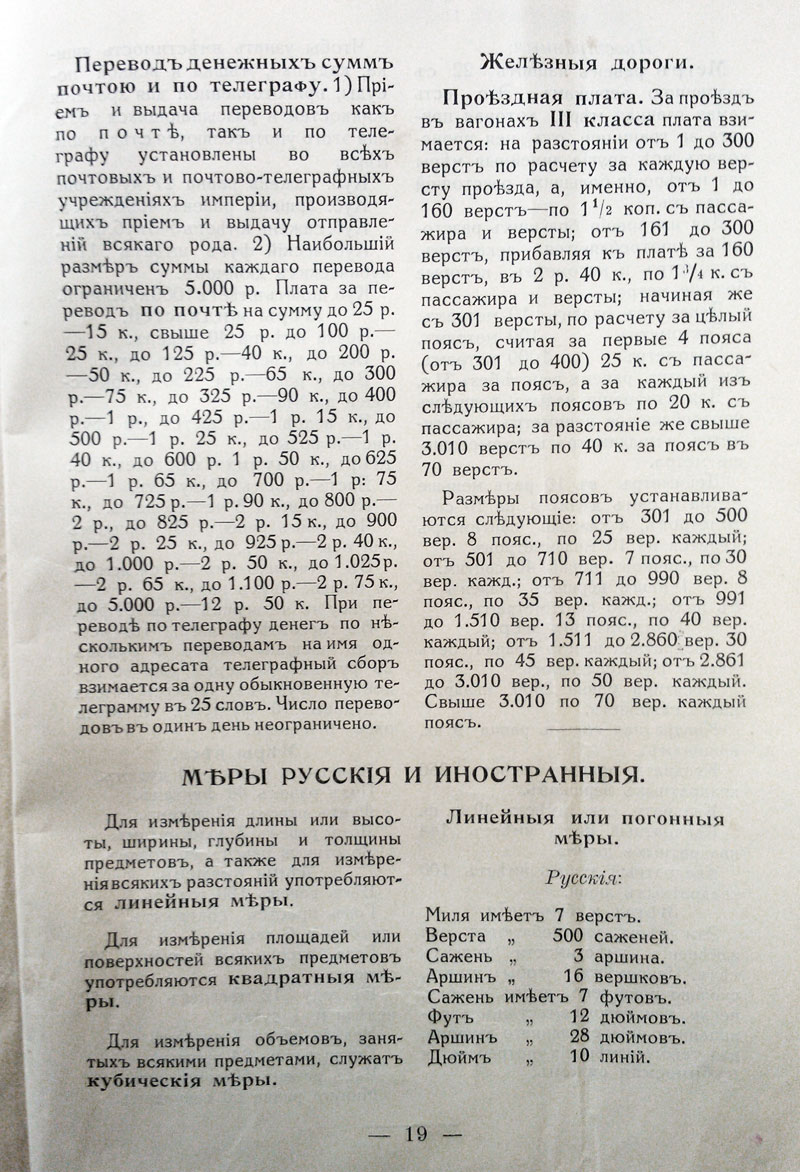 Переводъ денежныхъ суммъ
почтою и по телеграфу. 1) Прі-
емъ и выдача переводовъ какъ
по почтѣ, такъ и по теле-
графу установлены во всѣхъ
почтовыхъ и почтово-телеграфныхъ
учрежденіяхъ имперіи, производя-
щихъ пріемъ и выдачу отправле-
ній всякаго рода. 2) Наибольшій
размѣръ суммы каждаго перевода
ограниченъ 5.000 р. Плата за пе-
реводъ по почтѣ на сумму до 25 р.
—15 к., свыше 25 р. до 100 р.—
25 к., до 125 р.—40 к., до 200 р.
—50 к., до 225 р.—65 к., до 300
р.—75 к., до 325 р.—90 к., до 400
р.—1 р., до 425 р.—1 р. 15 к., до
500 р.—1 р. 25 к., до 525 р.—1 р.
40 к., до 600 р. 1 р. 50 к., до 625
р.—1 р. 65 к., до 700 р.—1 р: 75
к., до 725 р.—1 р. 90 к., до 800 р.—
2 р., до 825 р.—2 р. 15 к., до 900
р.—2 р. 25 к., до 925 р.—2 р. 40 к.,
до 1.000 р.—2 р. 50 к., до 1.025 р.
—2 р. 65 к., до 1.100 р.—2 р. 75 к.,
до 5.000 р.—12 р. 50 к. При пе-
реводѣ по телеграфу денегъ по нѣ-
сколькимъ переводамъ на имя од-
ного адресата телеграфный сборъ
взимается за одну обыкновенную те-
леграмму въ 25 словъ. Число перево-
довъ въ одинъ день неограничено.
Желѣзныя дороги.
Проѣздная плата. За проѣздъ
въ вагонахъ III класса плата взи-
мается: на разстояніи отъ 1 до 300
верстъ по расчету за каждую вер-
сту проѣзда, а, именно, отъ 1 до
160 верстъ—по 1 1/2 коп. съ пасса-
жира и версты; отъ 161 до 300
верстъ, прибавляя къ платѣ за 160
верстъ, въ 2 р. 40 к., по 1 3/4 к. съ
пассажира и версты; начиная же
съ 301 версты, по расчету за цѣлый
поясъ, считая за первые 4 пояса
(отъ 301 до 400) 25 к. съ пасса-
жира за поясъ, а за каждый изъ
слѣдующихъ поясовъ по 20 к. съ
пассажира; за разстояніе же свыше
3.010 верстъ по 40 к. за поясъ въ
70 верстъ.
Размѣры поясовъ устанавлива-
ются слѣдующіе: отъ 301 до 500
вер. 8 пояс., по 25 вер. каждый;
отъ 501 до 710 вер. 7 пояс., по 30
вер. кажд.; отъ 711 до 990 вер. 8
пояс., по 35 вер. кажд.; отъ 991
до 1.510 вер. 13 пояс., по 40 вер.
каждый; отъ 1.511 до 2.860 вер. 30
пояс., по 45 вер. каждый; отъ 2.861
до 3.010 вер., по 50 вер. каждый.
Свыше 3.010 по 70 вер. каждый
поясъ.
МѢРЫ РУССКІЯ И ИНОСТРАННЫЯ.
Для измѣренія длины или высо-
ты, ширины, глубины и толщины
предметовъ, а также для измѣре-
нія всякихъ разстояній употребляют-
ся линейныя мѣры.
Для измѣренія площадей или
поверхностей всякихъ предметовъ
употребляются квадратныя мѣ-
ры.
Для измѣренія объемовъ, заня-
тыхъ всякими предметами, служатъ
кубическія мѣры.
Линейныя или погонныя
мѣры.
Русскія:
Миля имѣетъ 7 верстъ.
Верста „ 500 саженей.
Сажень „ 3 аршина.
Аршинъ „ 16 вершковъ.
Сажень имѣетъ 7 футовъ.
Футъ „ 12 дюймовъ.
Аршинъ „ 28 дюймовъ.
Дюймъ „ 10 линій.
— 19 —